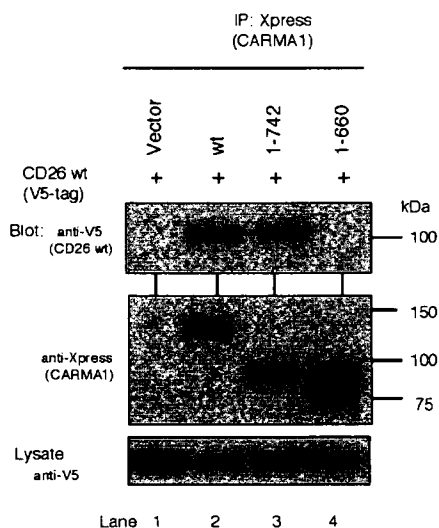 IP: Xpress
(CARMA1)
Vector
wt
1-742
1-660
CD26 wt
(V5-tag)
+ + + +
kDa
Blot: anti-V5
(CD26 wt)
100
150
anti-Xpress
(CARMA1)
100
75
Lysate
anti-V5
Lane 1 2 3 4